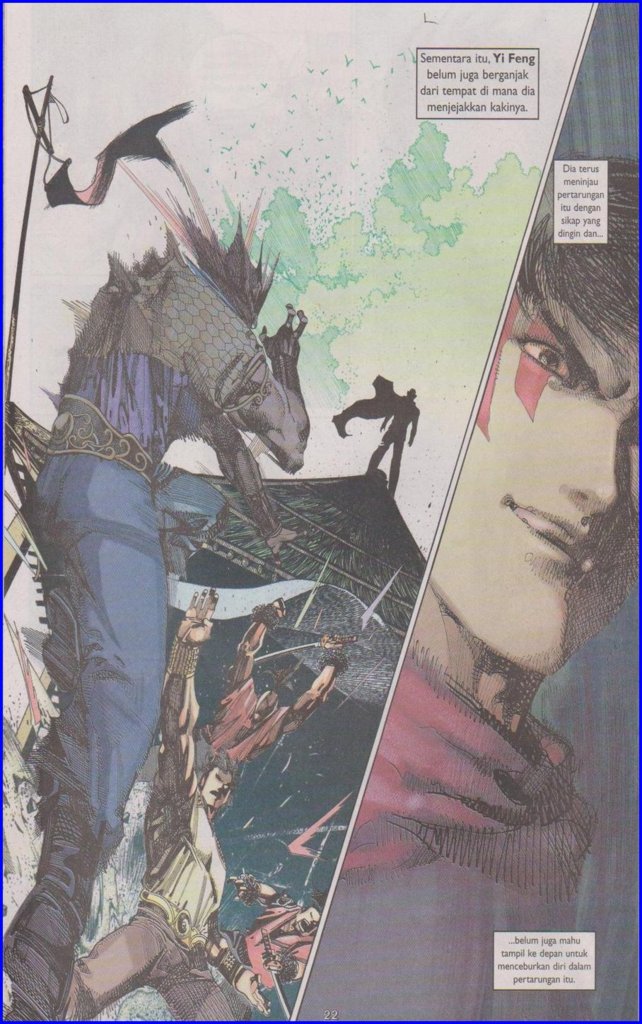 Sementara itu, Yi Feng
belum juga berganjak
dari tempat di mana dia
menjejakkan kakinya.
Dia terus
meninjau
pertarungan
itu dengan
sikap yang
dingin dan...
...belum juga mahu
tampil ke depan untuk
menceburkan diri dalam
pertarungan itu.
22